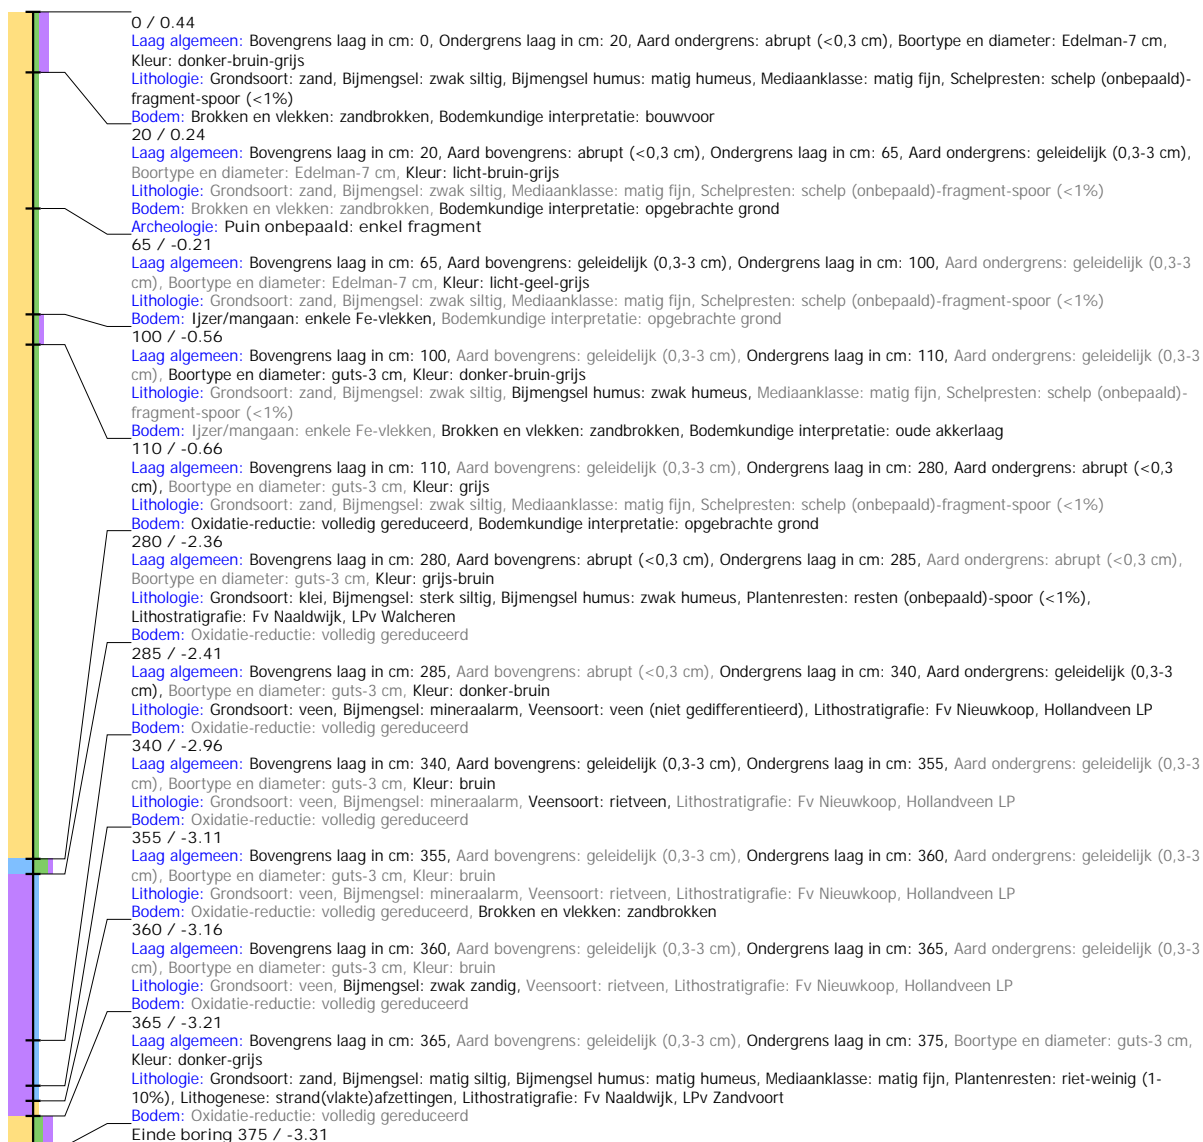 0 / 0.44
Laag algemeen: Bovengrens laag in cm: 0, Ondergrens laag in cm: 20, Aard ondergrens: abrupt (<0,3 cm), Boortype en diameter: Edelman-7 cm,
Kleur: donker-bruin-grijs
Lithologie: Grondsoort: zand, Bijmengsel: zwak siltig, Bijmengsel humus: matig humeus, Mediaanklasse: matig fijn, Schelpresten: schelp (onbepaald)-
fragment-spoor (<1%)
Bodem: Brokken en vlekken: zandbrokken, Bodemkundige interpretatie: bouwvoor
20 / 0.24
Laag algemeen: Bovengrens laag in cm: 20, Aard bovengrens: abrupt (<0,3 cm), Ondergrens laag in cm: 65, Aard ondergrens: geleidelijk (0,3-3 cm),
Boortype en diameter: Edelman-7 cm, Kleur: licht-bruin-grijs
Lithologie: Grondsoort: zand, Bijmengsel: zwak siltig, Mediaanklasse: matig fijn, Schelpresten: schelp (onbepaald)-fragment-spoor (<1%)
Bodem: Brokken en vlekken: zandbrokken, Bodemkundige interpretatie: opgebrachte grond
Archeologie: Puin onbepaald: enkel fragment
65 / -0.21
Laag algemeen: Bovengrens laag in cm: 65, Aard bovengrens: geleidelijk (0,3-3 cm), Ondergrens laag in cm: 100, Aard ondergrens: geleidelijk (0,3-3
cm), Boortype en diameter: Edelman-7 cm, Kleur: licht-geel-grijs
Lithologie: Grondsoort: zand, Bijmengsel: zwak siltig, Mediaanklasse: matig fijn, Schelpresten: schelp (onbepaald)-fragment-spoor (<1%)
Bodem: Ijzer/mangaan: enkele Fe-vlekken, Bodemkundige interpretatie: opgebrachte grond
100 / -0.56
Laag algemeen: Bovengrens laag in cm: 100, Aard bovengrens: geleidelijk (0,3-3 cm), Ondergrens laag in cm: 110, Aard ondergrens: geleidelijk (0,3-3
cm), Boortype en diameter: guts-3 cm, Kleur: donker-bruin-grijs
Lithologie: Grondsoort: zand, Bijmengsel: zwak siltig, Bijmengsel humus: zwak humeus, Mediaanklasse: matig fijn, Schelpresten: schelp (onbepaald)-
fragment-spoor (<1%)
Bodem: Ijzer/mangaan: enkele Fe-vlekken, Brokken en vlekken: zandbrokken, Bodemkundige interpretatie: oude akkerlaag
110 / -0.66
Laag algemeen: Bovengrens laag in cm: 110, Aard bovengrens: geleidelijk (0,3-3 cm), Ondergrens laag in cm: 280, Aard ondergrens: abrupt (<0,3
cm), Boortype en diameter: guts-3 cm, Kleur: grijs
Lithologie: Grondsoort: zand, Bijmengsel: zwak siltig, Mediaanklasse: matig fijn, Schelpresten: schelp (onbepaald)-fragment-spoor (<1%)
Bodem: Oxidatie-reductie: volledig gereduceerd, Bodemkundige interpretatie: opgebrachte grond
280 / -2.36
Laag algemeen: Bovengrens laag in cm: 280, Aard bovengrens: abrupt (<0,3 cm), Ondergrens laag in cm: 285, Aard ondergrens: abrupt (<0,3 cm),
Boortype en diameter: guts-3 cm, Kleur: grijs-bruin
Lithologie: Grondsoort: klei, Bijmengsel: sterk siltig, Bijmengsel humus: zwak humeus, Plantenresten: resten (onbepaald)-spoor (<1%),
Lithostratigrafie: Fv Naaldwijk, LPv Walcheren
Bodem: Oxidatie-reductie: volledig gereduceerd
285 / -2.41
Laag algemeen: Bovengrens laag in cm: 285, Aard bovengrens: abrupt (<0,3 cm), Ondergrens laag in cm: 340, Aard ondergrens: geleidelijk (0,3-3
cm), Boortype en diameter: guts-3 cm, Kleur: donker-bruin
Lithologie: Grondsoort: veen, Bijmengsel: mineraalarm, Veensoort: veen (niet gedifferentieerd), Lithostratigrafie: Fv Nieuwkoop, Hollandveen LP
Bodem: Oxidatie-reductie: volledig gereduceerd
340 / -2.96
Laag algemeen: Bovengrens laag in cm: 340, Aard bovengrens: geleidelijk (0,3-3 cm), Ondergrens laag in cm: 355, Aard ondergrens: geleidelijk (0,3-3
cm), Boortype en diameter: guts-3 cm, Kleur: bruin
Lithologie: Grondsoort: veen, Bijmengsel: mineraalarm, Veensoort: rietveen, Lithostratigrafie: Fv Nieuwkoop, Hollandveen LP
Bodem: Oxidatie-reductie: volledig gereduceerd
355 / -3.11
Laag algemeen: Bovengrens laag in cm: 355, Aard bovengrens: geleidelijk (0,3-3 cm), Ondergrens laag in cm: 360, Aard ondergrens: geleidelijk (0,3-3
cm), Boortype en diameter: guts-3 cm, Kleur: bruin
Lithologie: Grondsoort: veen, Bijmengsel: mineraalarm, Veensoort: rietveen, Lithostratigrafie: Fv Nieuwkoop, Hollandveen LP
Bodem: Oxidatie-reductie: volledig gereduceerd, Brokken en vlekken: zandbrokken
360 / -3.16
Laag algemeen: Bovengrens laag in cm: 360, Aard bovengrens: geleidelijk (0,3-3 cm), Ondergrens laag in cm: 365, Aard ondergrens: geleidelijk (0,3-3
cm), Boortype en diameter: guts-3 cm, Kleur: bruin
Lithologie: Grondsoort: veen, Bijmengsel: zwak zandig, Veensoort: rietveen, Lithostratigrafie: Fv Nieuwkoop, Hollandveen LP
Bodem: Oxidatie-reductie: volledig gereduceerd
365 / -3.21
Laag algemeen: Bovengrens laag in cm: 365, Aard bovengrens: geleidelijk (0,3-3 cm), Ondergrens laag in cm: 375, Boortype en diameter: guts-3 cm,
Kleur: donker-grijs
Lithologie: Grondsoort: zand, Bijmengsel: matig siltig, Bijmengsel humus: matig humeus, Mediaanklasse: matig fijn, Plantenresten: riet-weinig (1-
10%), Lithogenese: strand(vlakte)afzettingen, Lithostratigrafie: Fv Naaldwijk, LPv Zandvoort
Bodem: Oxidatie-reductie: volledig gereduceerd
Einde boring 375 / -3.31